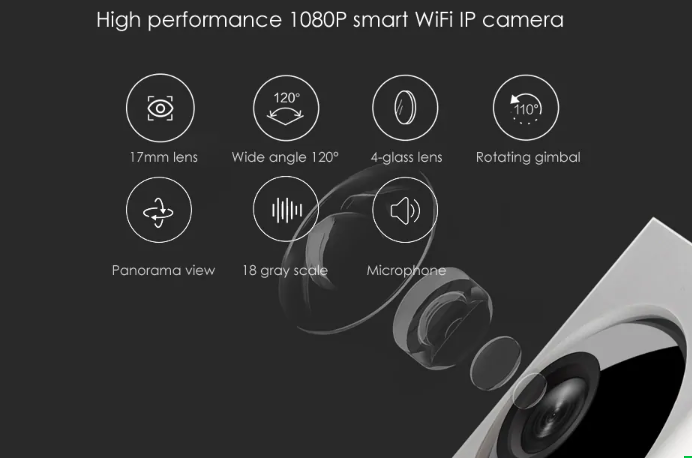 High performance 1080P smart WiFi IP camera
120°
110°
17mm lens
Wide angle 120°
4-glass lens
Rotating gimbal
Panorama view
18 gray scale
Microphone